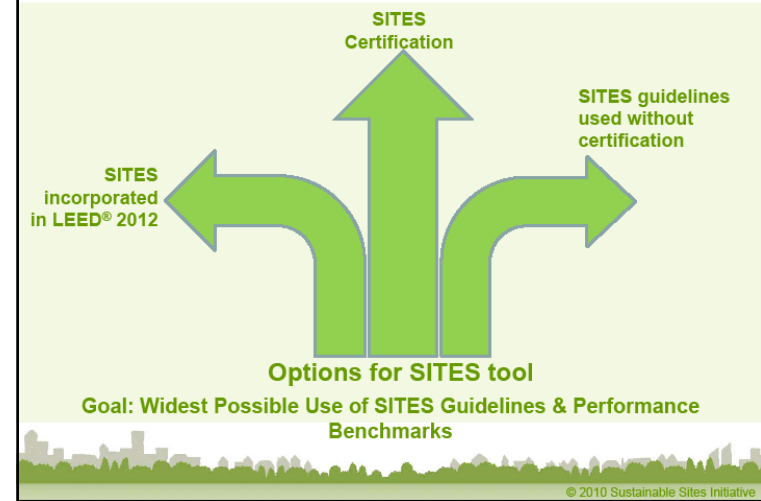 SITES
Certification
SITES guidelines
used without
certification
SITES
incorporated
in LEED® 2012
Options for SITES tool
Goal: Widest Possible Use of SITES Guidelines & Performance
Benchmarks
© 2010 Sustainable Sites Initiative